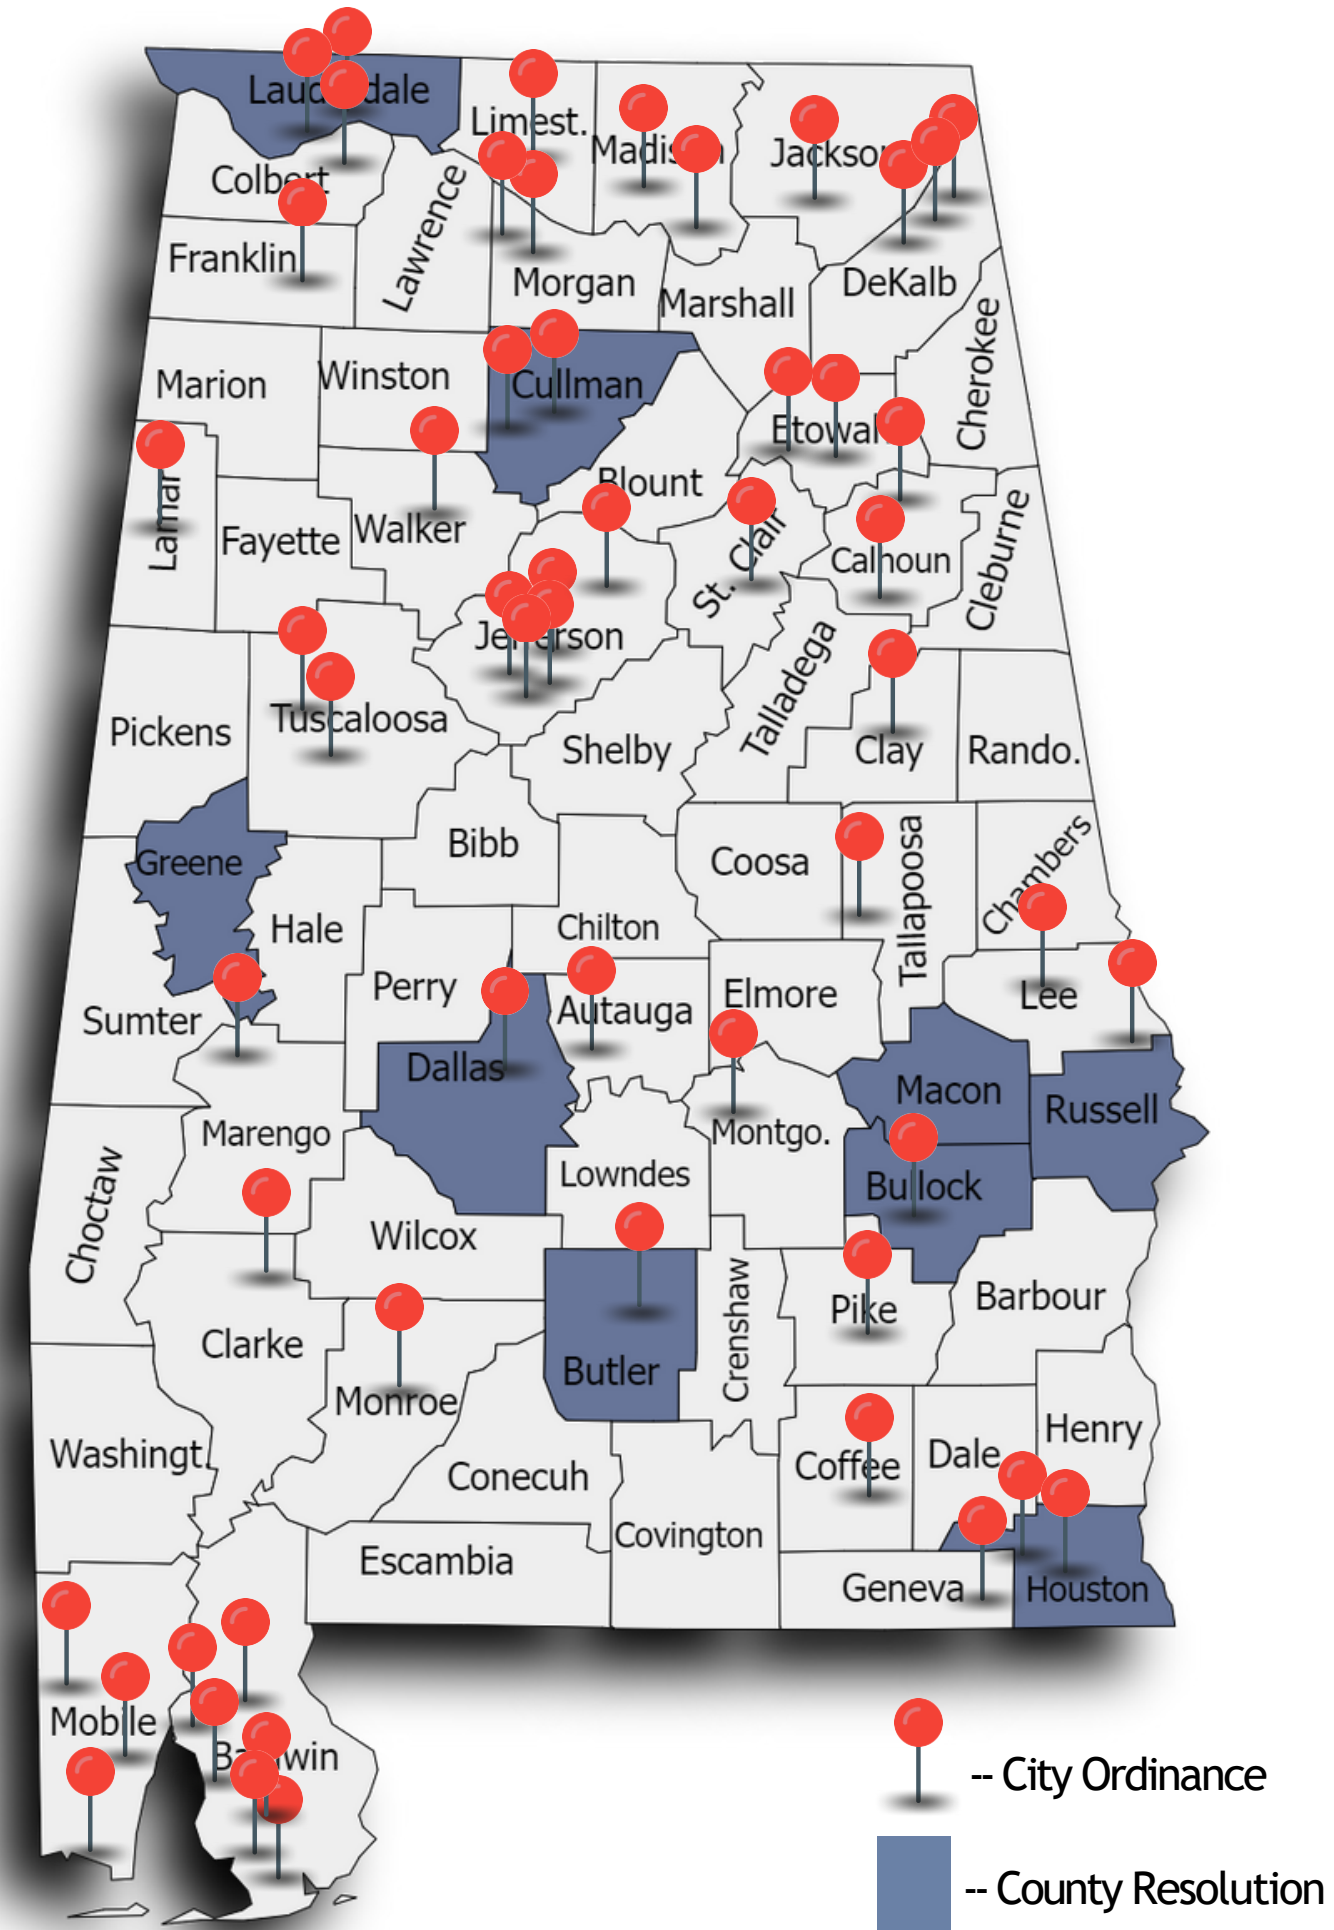 Lauderdale
Limest.
Madison
Jackson
Colbert
Lawrence
Franklin
Morgan
Marshall
DeKalb
Cherokee
Marion
Winston
Cullman
Etowah
Blount
Lamar
Fayette
Walker
St. Clair
Calhoun
Cleburne
Jefferson
Talladega
Pickens
Tuscaloosa
Shelby
Clay
Rando.
Greene
Bibb
Coosa
Tallapoosa
Chambers
Hale
Chilton
Perry
Autauga
Elmore
Lee
Sumter
Dallas
Macon
Russell
Marengo
Montgo.
Lowndes
Bullock
Choctaw
Wilcox
Crenshaw
Pike
Barbour
Clarke
Butler
Monroe
Washingt.
Conecuh
Coffee
Dale
Henry
Covington
Escambia
Geneva
Houston
Mobile
Baldwin
-- City Ordinance
-- County Resolution